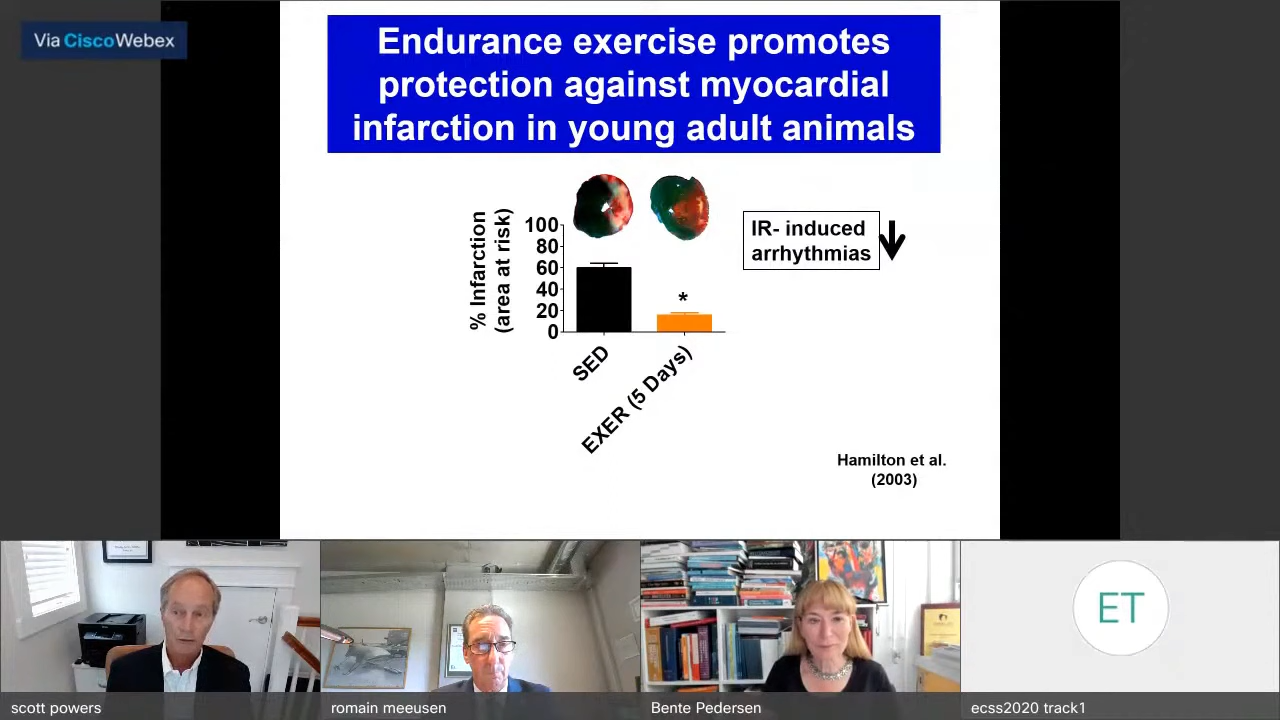 Via Cisco Webex
Endurance exercise promotes
protection against myocardial
infarction in young adult animals
% Infarction
(area at risk)
100
80
60
40
20
0
*
SED
EXER (5 Days)
IR- induced
arrhythmias
Hamilton et al.
(2003)
ET
scott powers
romain meeusen
Bente Pedersen
ecss2020 track1